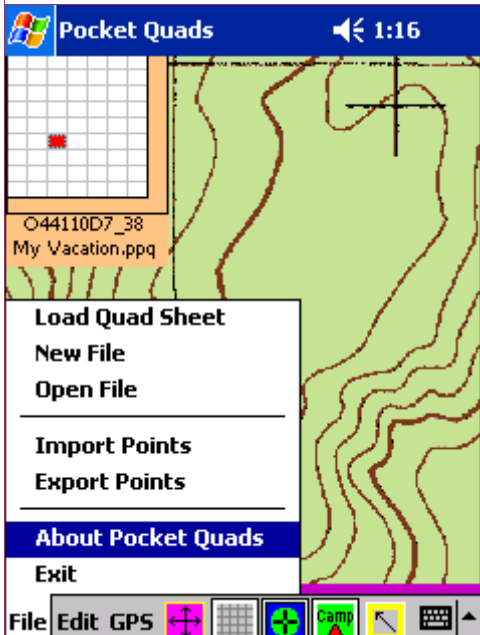 Pocket Quads 1:16
O44110D7_38
My Vacation.ppq
Load Quad Sheet
New File
Open File
Import Points
Export Points
About Pocket Quads
Exit
File Edit GPS Camp